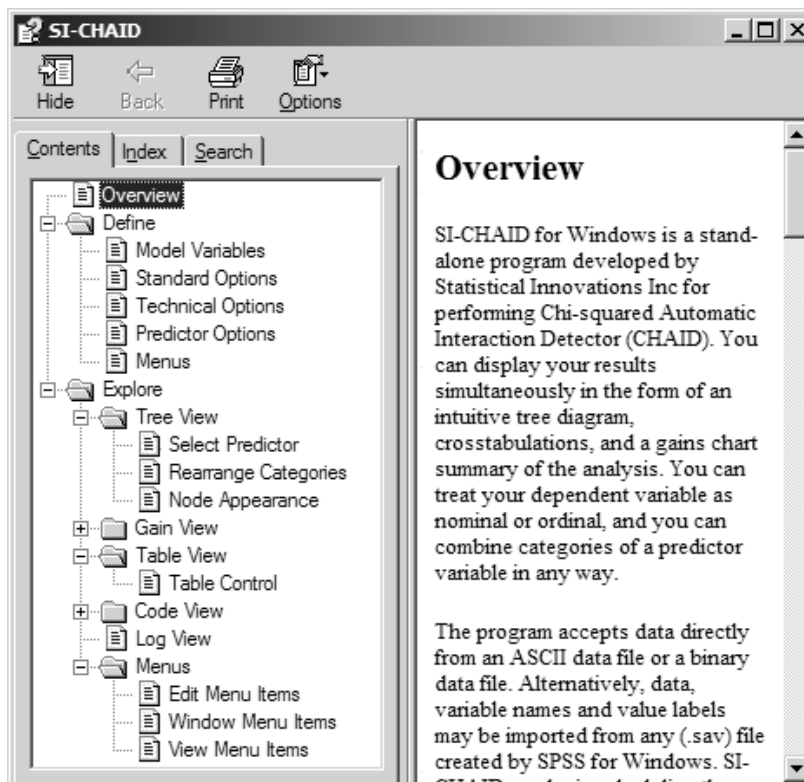 SI-CHAID
Hide Back Print Options
Contents Index Search
Overview
Define
Model Variables
Standard Options
Technical Options
Predictor Options
Menus
Explore
Tree View
Select Predictor
Rearrange Categories
Node Appearance
Gain View
Table View
Table Control
Code View
Log View
Menus
Edit Menu Items
Window Menu Items
View Menu Items
Overview
SI-CHAID for Windows is a stand-
alone program developed by
Statistical Innovations Inc for
performing Chi-squared Automatic
Interaction Detector (CHAID). You
can display your results
simultaneously in the form of an
intuitive tree diagram,
crosstabulations, and a gains chart
summary of the analysis. You can
treat your dependent variable as
nominal or ordinal, and you can
combine categories of a predictor
variable in any way.
The program accepts data directly
from an ASCII data file or a binary
data file. Alternatively, data,
variable names and value labels
may be imported from any (.sav) file
created by SPSS for Windows. SI-